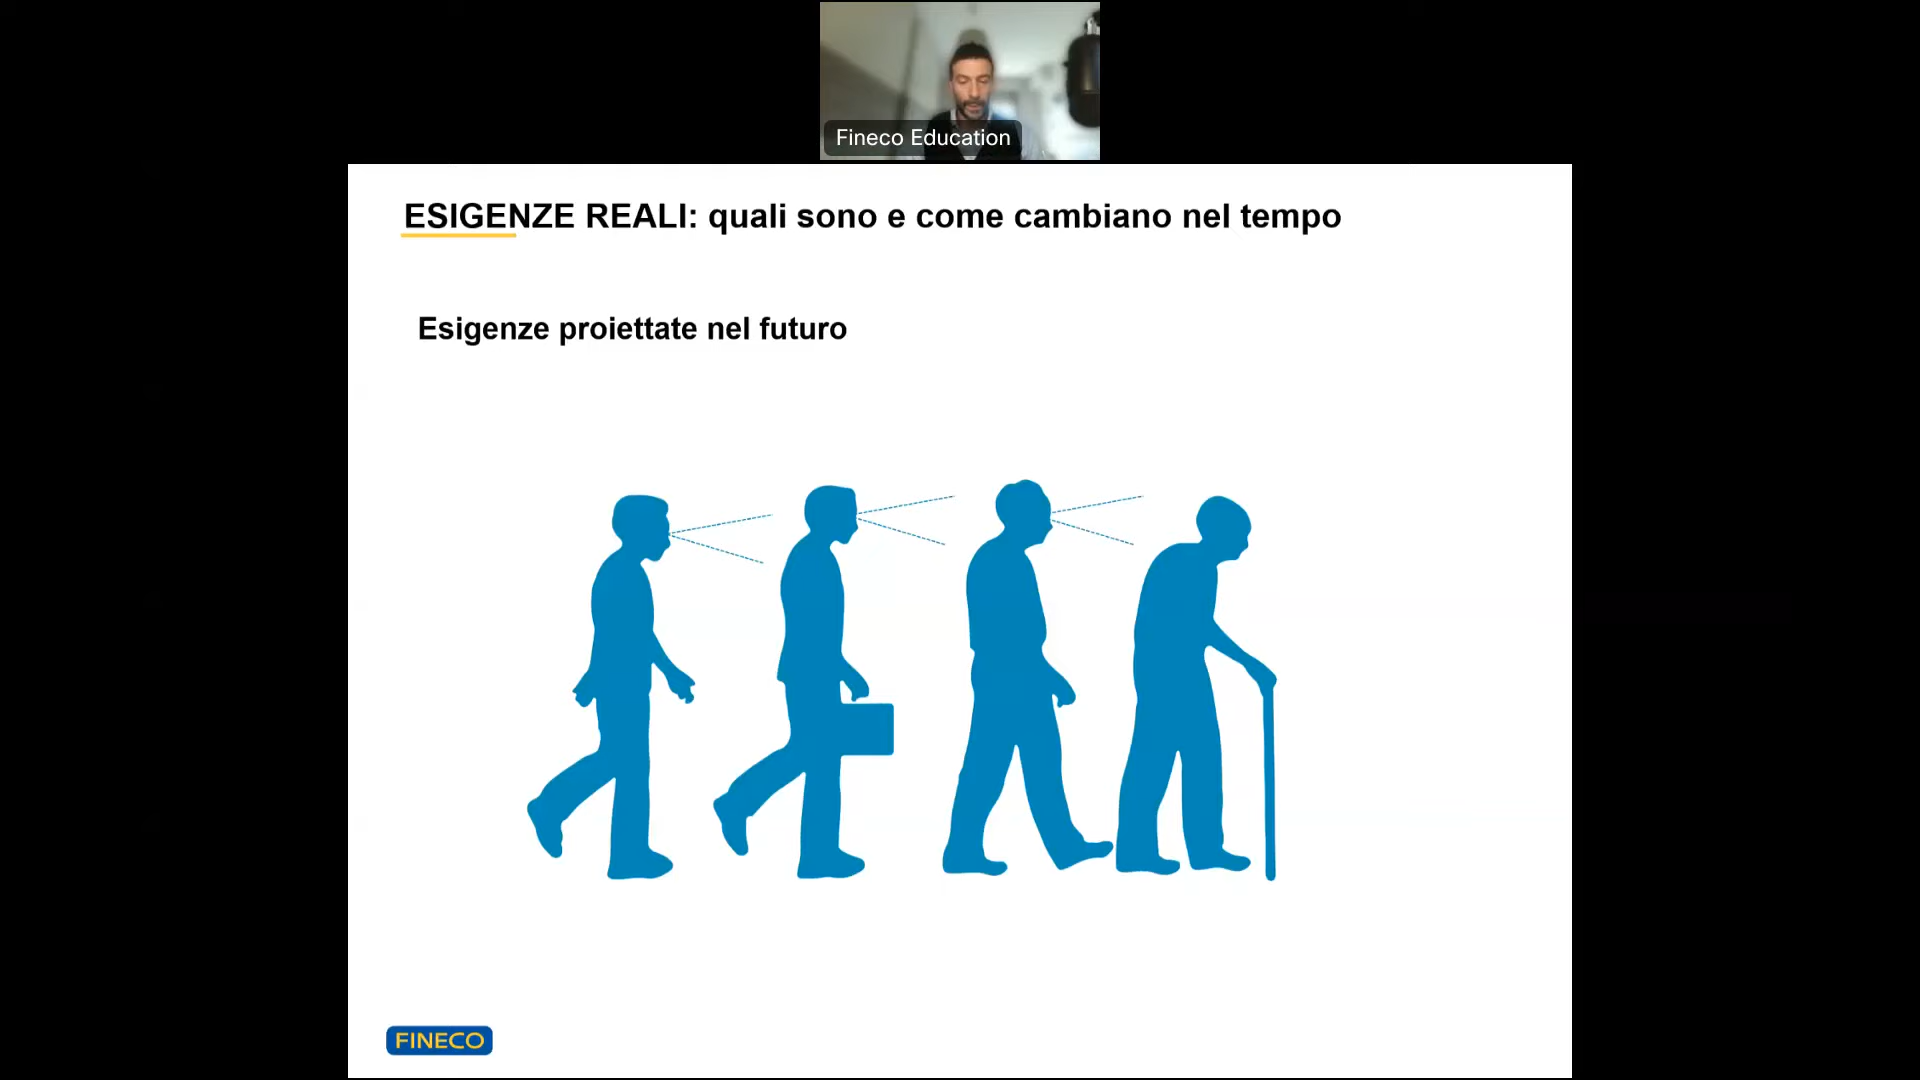 Fineco Education
ESIGENZE REALI: quali sono e come cambiano nel tempo
Esigenze proiettate nel futuro
FINECO